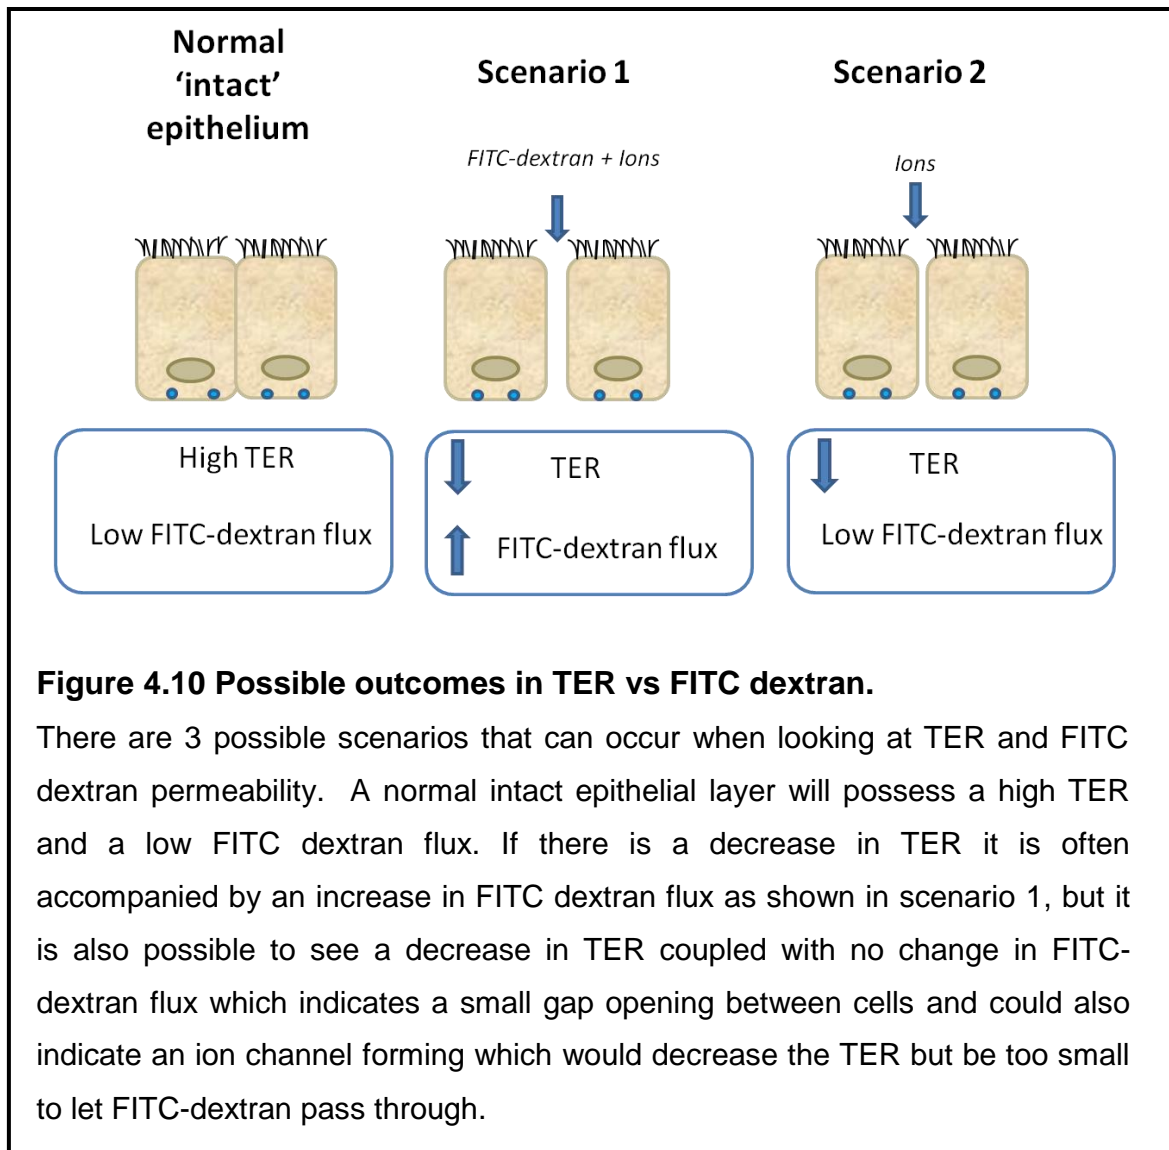 Normal
‘intact’
epithelium
Scenario 1
Scenario 2
FITC-dextran + Ions
Ions
High TER
Low FITC-dextran flux
TER
FITC-dextran flux
TER
Low FITC-dextran flux
Figure 4.10 Possible outcomes in TER vs FITC dextran.
There are 3 possible scenarios that can occur when looking at TER and FITC
dextran permeability. A normal intact epithelial layer will possess a high TER
and a low FITC dextran flux. If there is a decrease in TER it is often
accompanied by an increase in FITC dextran flux as shown in scenario 1, but it
is also possible to see a decrease in TER coupled with no change in FITC-
dextran flux which indicates a small gap opening between cells and could also
indicate an ion channel forming which would decrease the TER but be too small
to let FITC-dextran pass through.